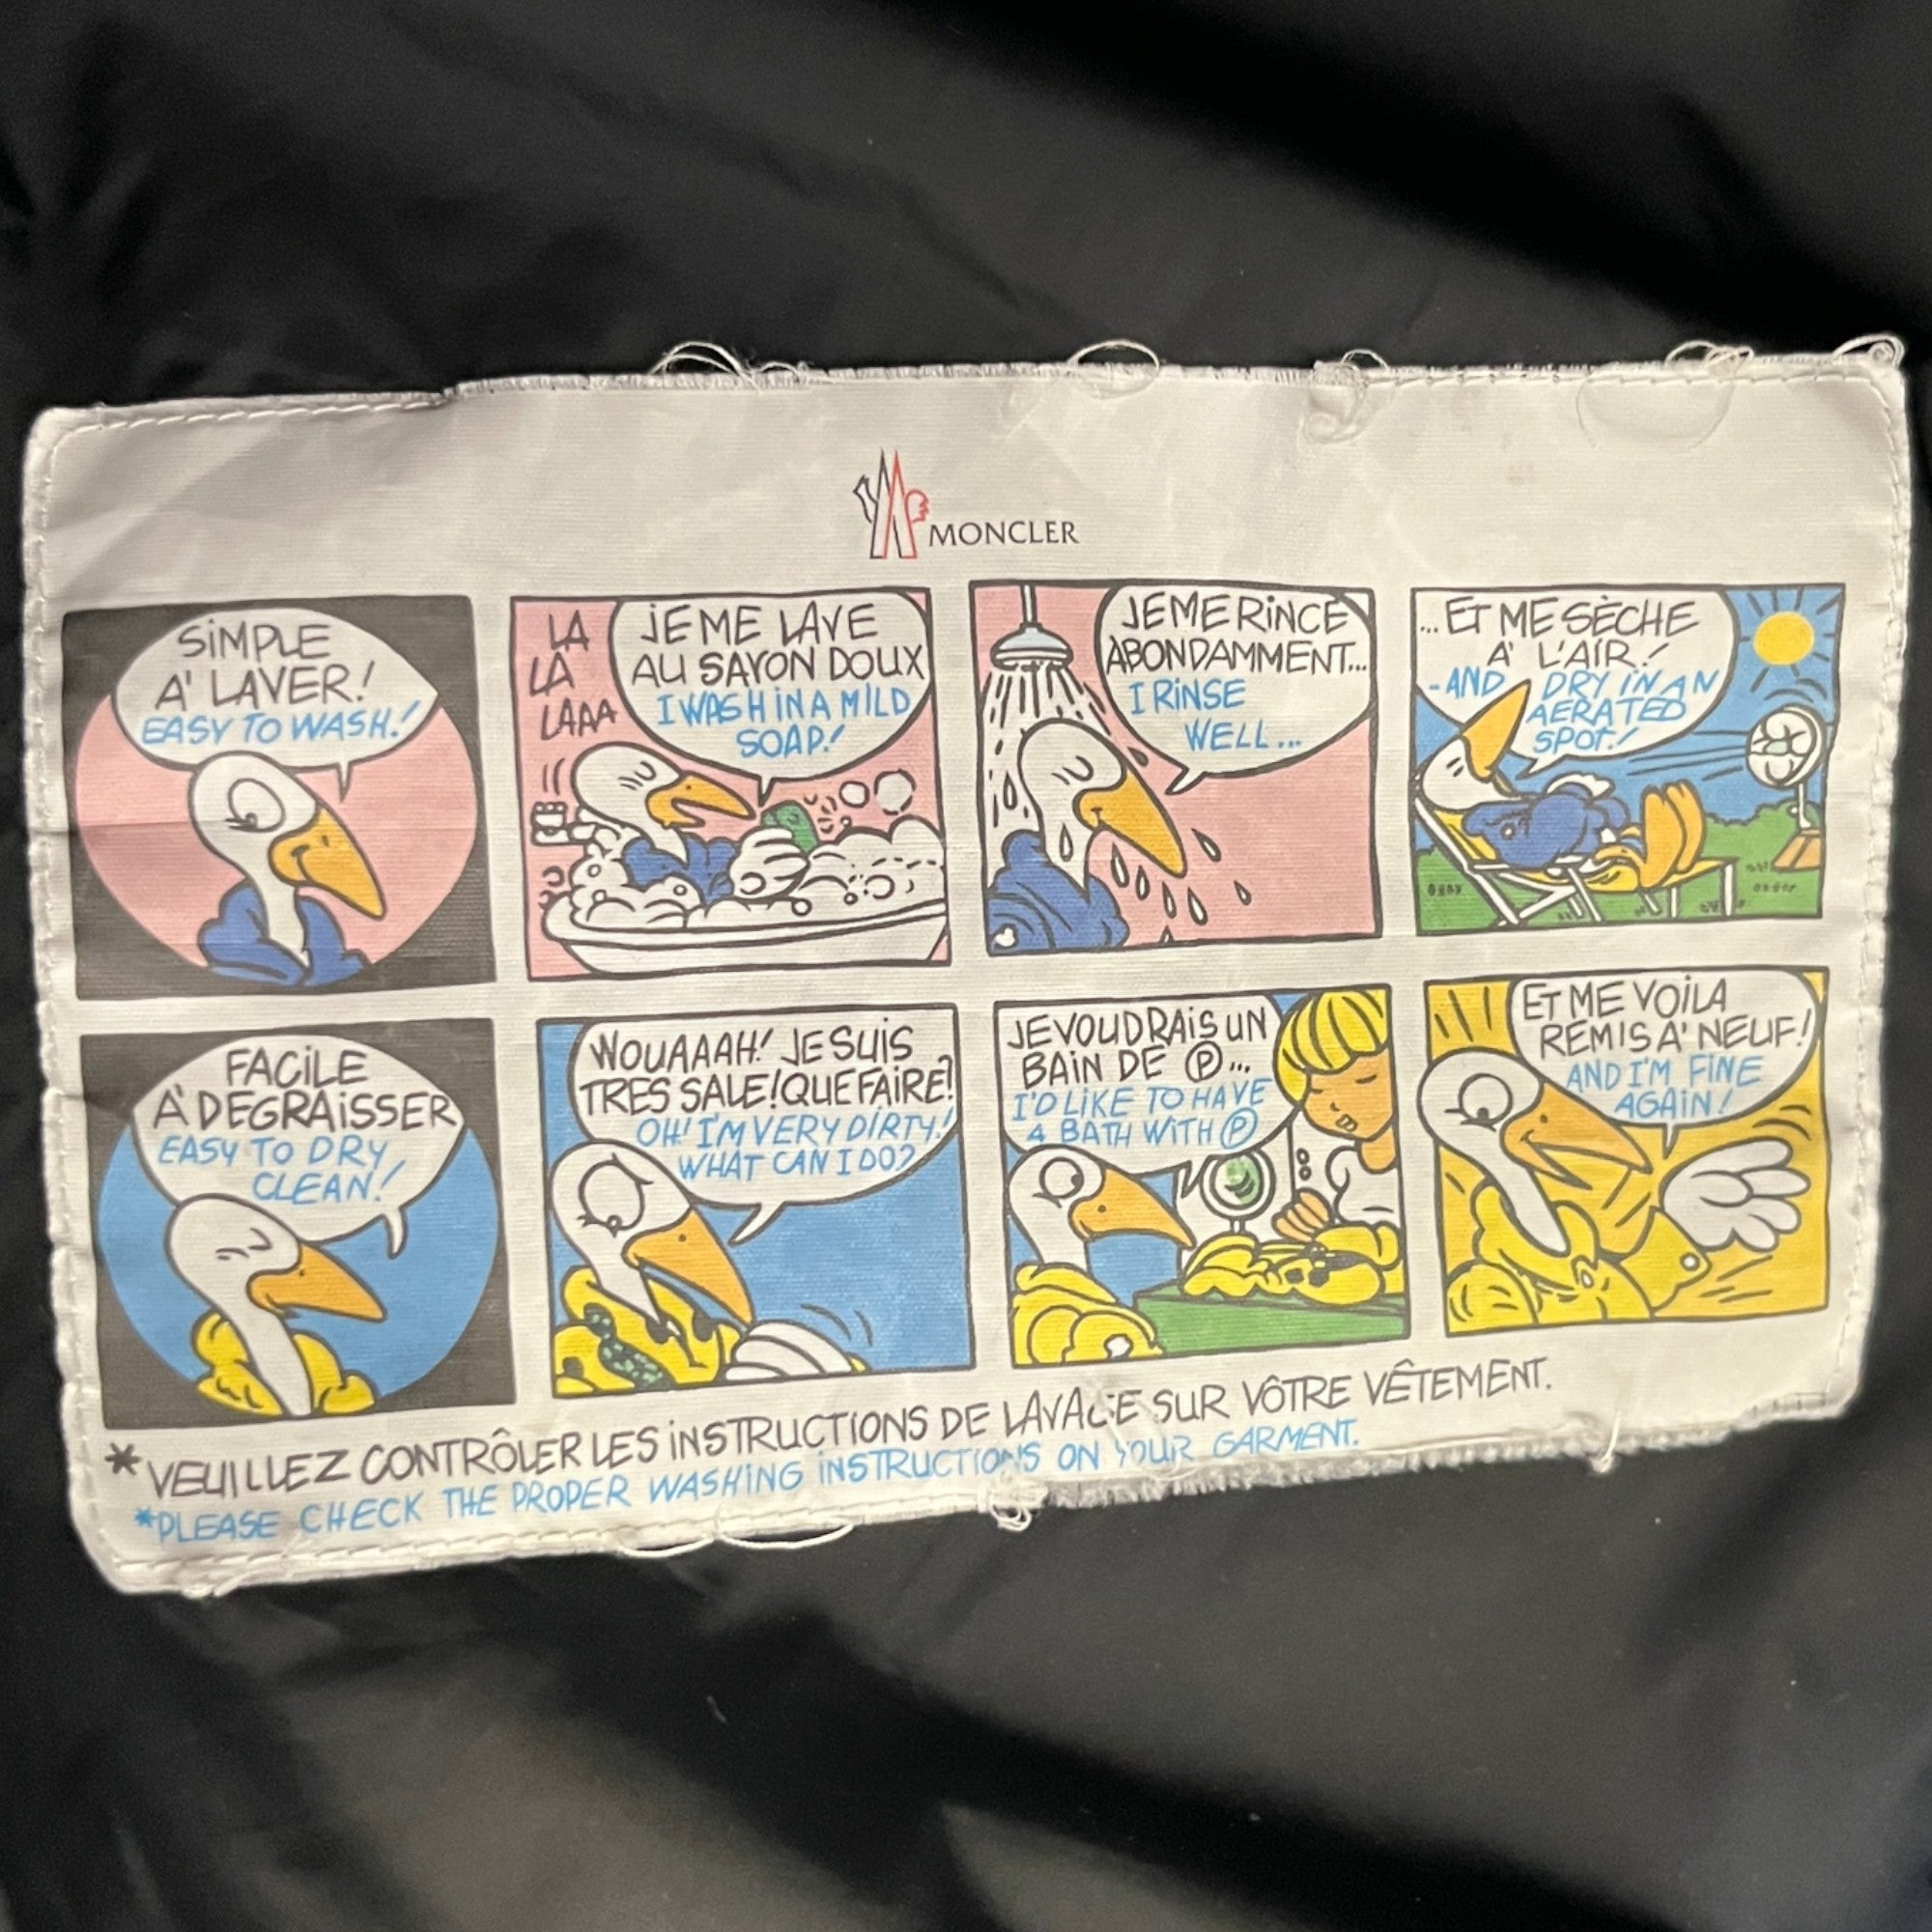 MONCLER
SiMPLE
A' LAVER!
EASY TO WASH!
LA
LA
LAAA
JE ME LAVE
AU SAVON DOUX
I WASH iN A MiLD
SOAP!
JE ME RiNCE
ABONDAMMENT...
I RiNSE
WELL...
... ET ME SÈCHE
A' L'AiR!
- AND DRY IN AN
AERATED
SPOT!
FACiLE
A' DEGRAiSSER
EASY TO DRY
CLEAN!
WOUAAAH! JE SUiS
TRES SALE! QUE FAiRE?
OH! I'M VERY DiRTY!
WHAT CAN I DO?
JE VOUDRAiS UN
BAiN DE Ⓟ...
I'D LIKE TO HAVE
A BATH WiTH Ⓟ
ET ME VOiLA
REMIS A' NEUF!
AND I'M FINE
AGAiN!
* VEUILLEZ CONTRÔLER LES iNSTRUCTiONS DE LAVAGE SUR VÔTRE VÊTEMENT.
*PLEASE CHECK THE PROPER WASHiNG iNSTRUCTiONS ON YOUR GARMENT.